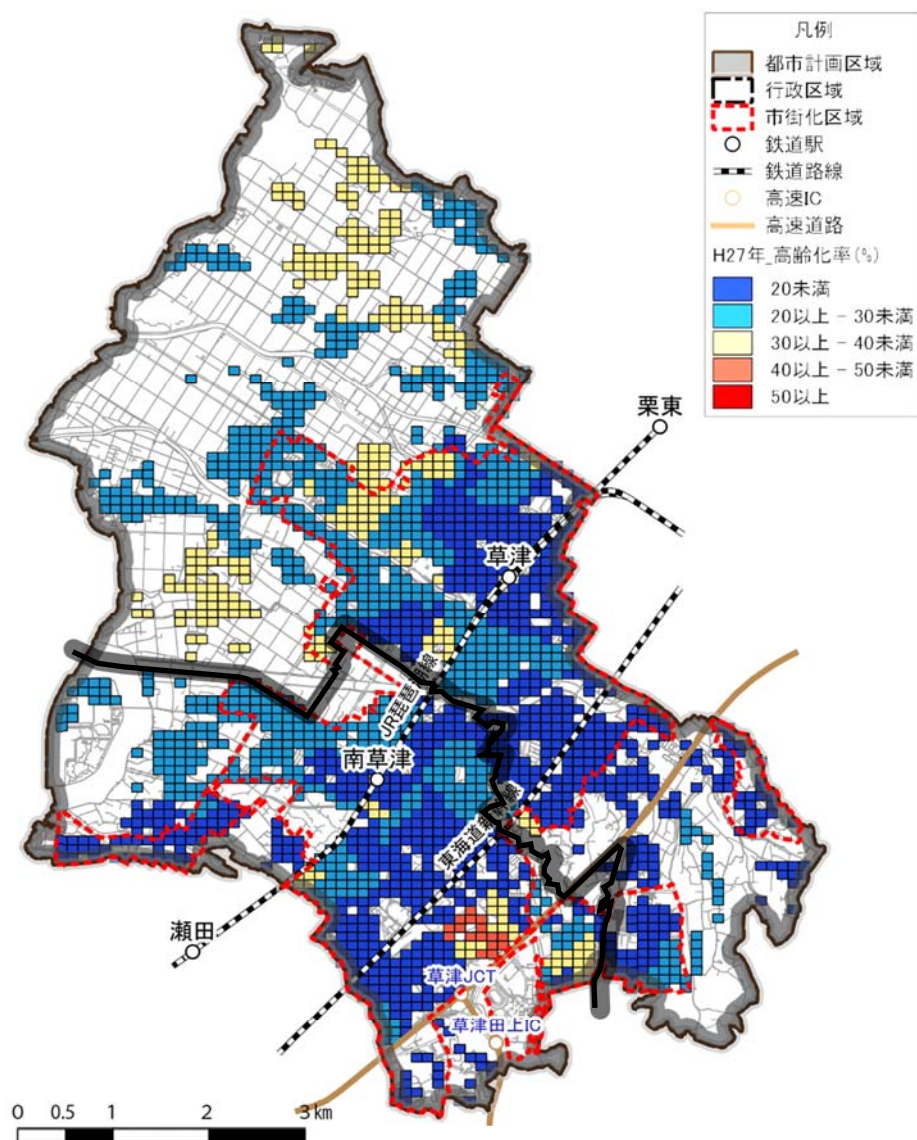 凡例
都市計画区域
行政区域
市街化区域
鉄道駅
鉄道路線
高速IC
高速道路
H27年_高齢化率(%)
20未満
20以上 - 30未満
30以上 - 40未満
40以上 - 50未満
50以上
栗東
草津
JR琵琶湖線
南草津
東海道新幹線
瀬田
草津JCT
草津田上IC
0 0.5 1 2 3km